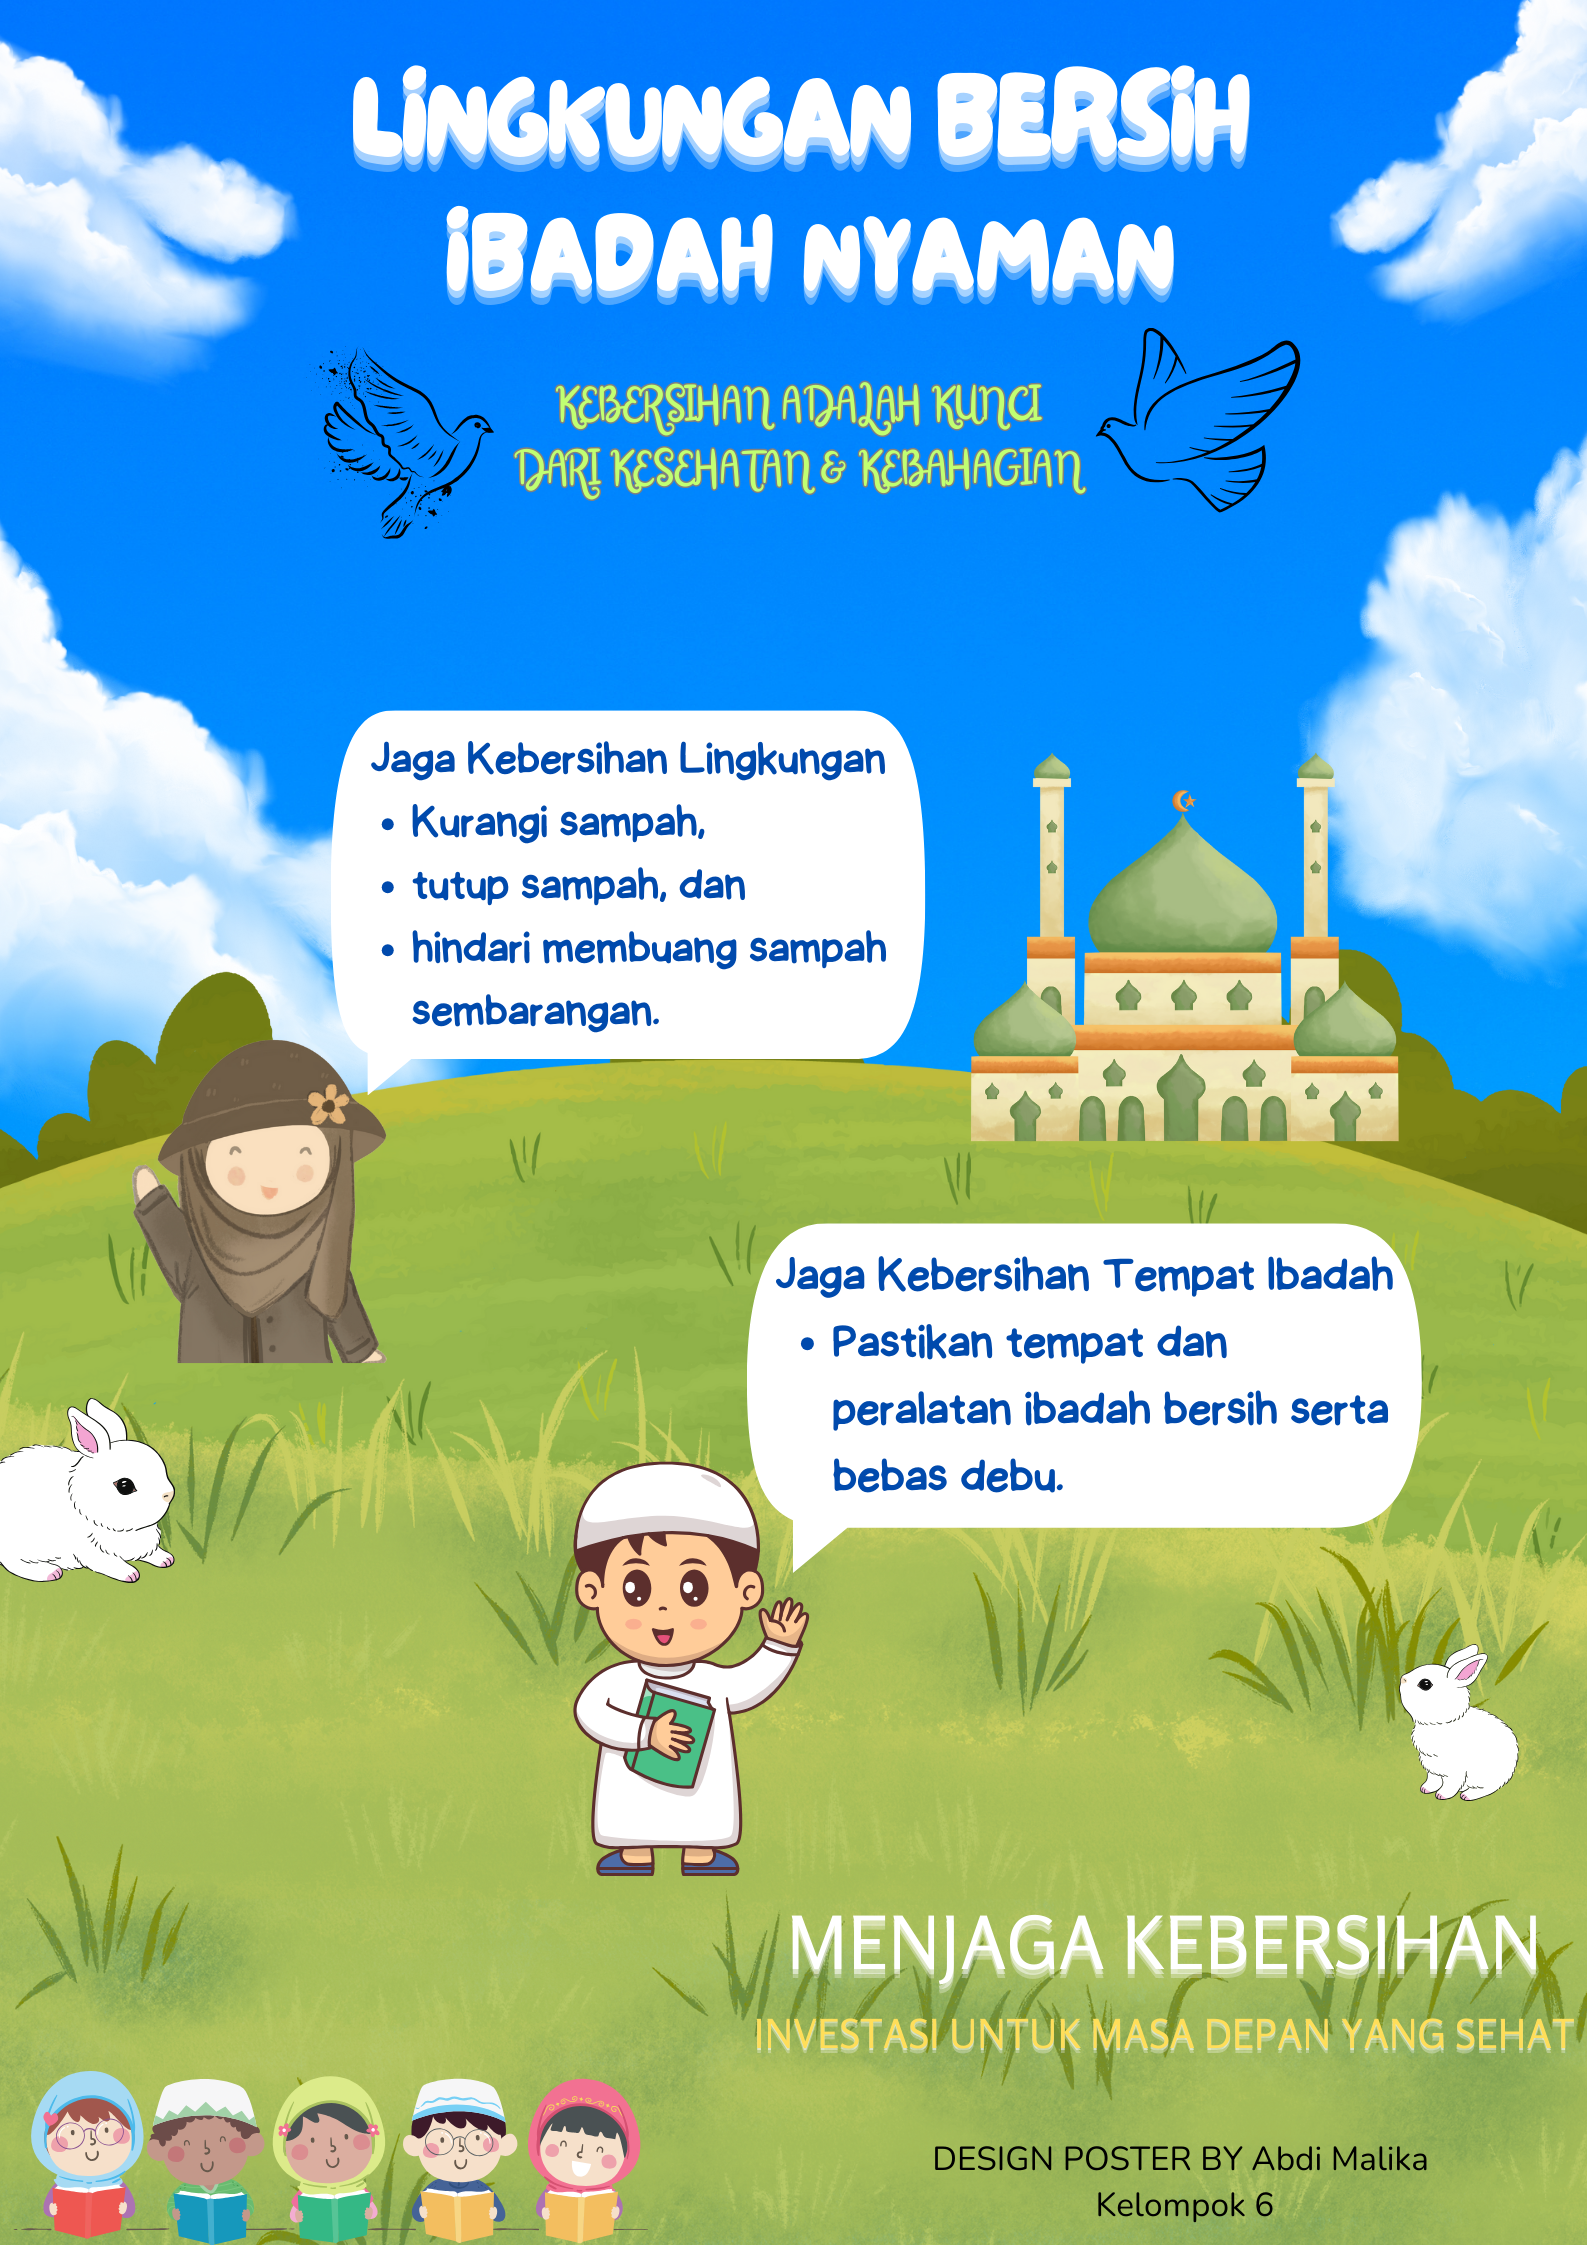 LiNGKUNGAN BERSiH
iBADAH NYAMAN
KEBERSIHAN ADALAH KUNCI
DARI KESEHATAN & KEBAHAGIAN
Jaga Kebersihan Lingkungan
• Kurangi sampah,
• tutup sampah, dan
• hindari membuang sampah
sembarangan.
Jaga Kebersihan Tempat Ibadah
• Pastikan tempat dan
peralatan ibadah bersih serta
bebas debu.
MENJAGA KEBERSIHAN
INVESTASI UNTUK MASA DEPAN YANG SEHAT
DESIGN POSTER BY Abdi Malika
Kelompok 6